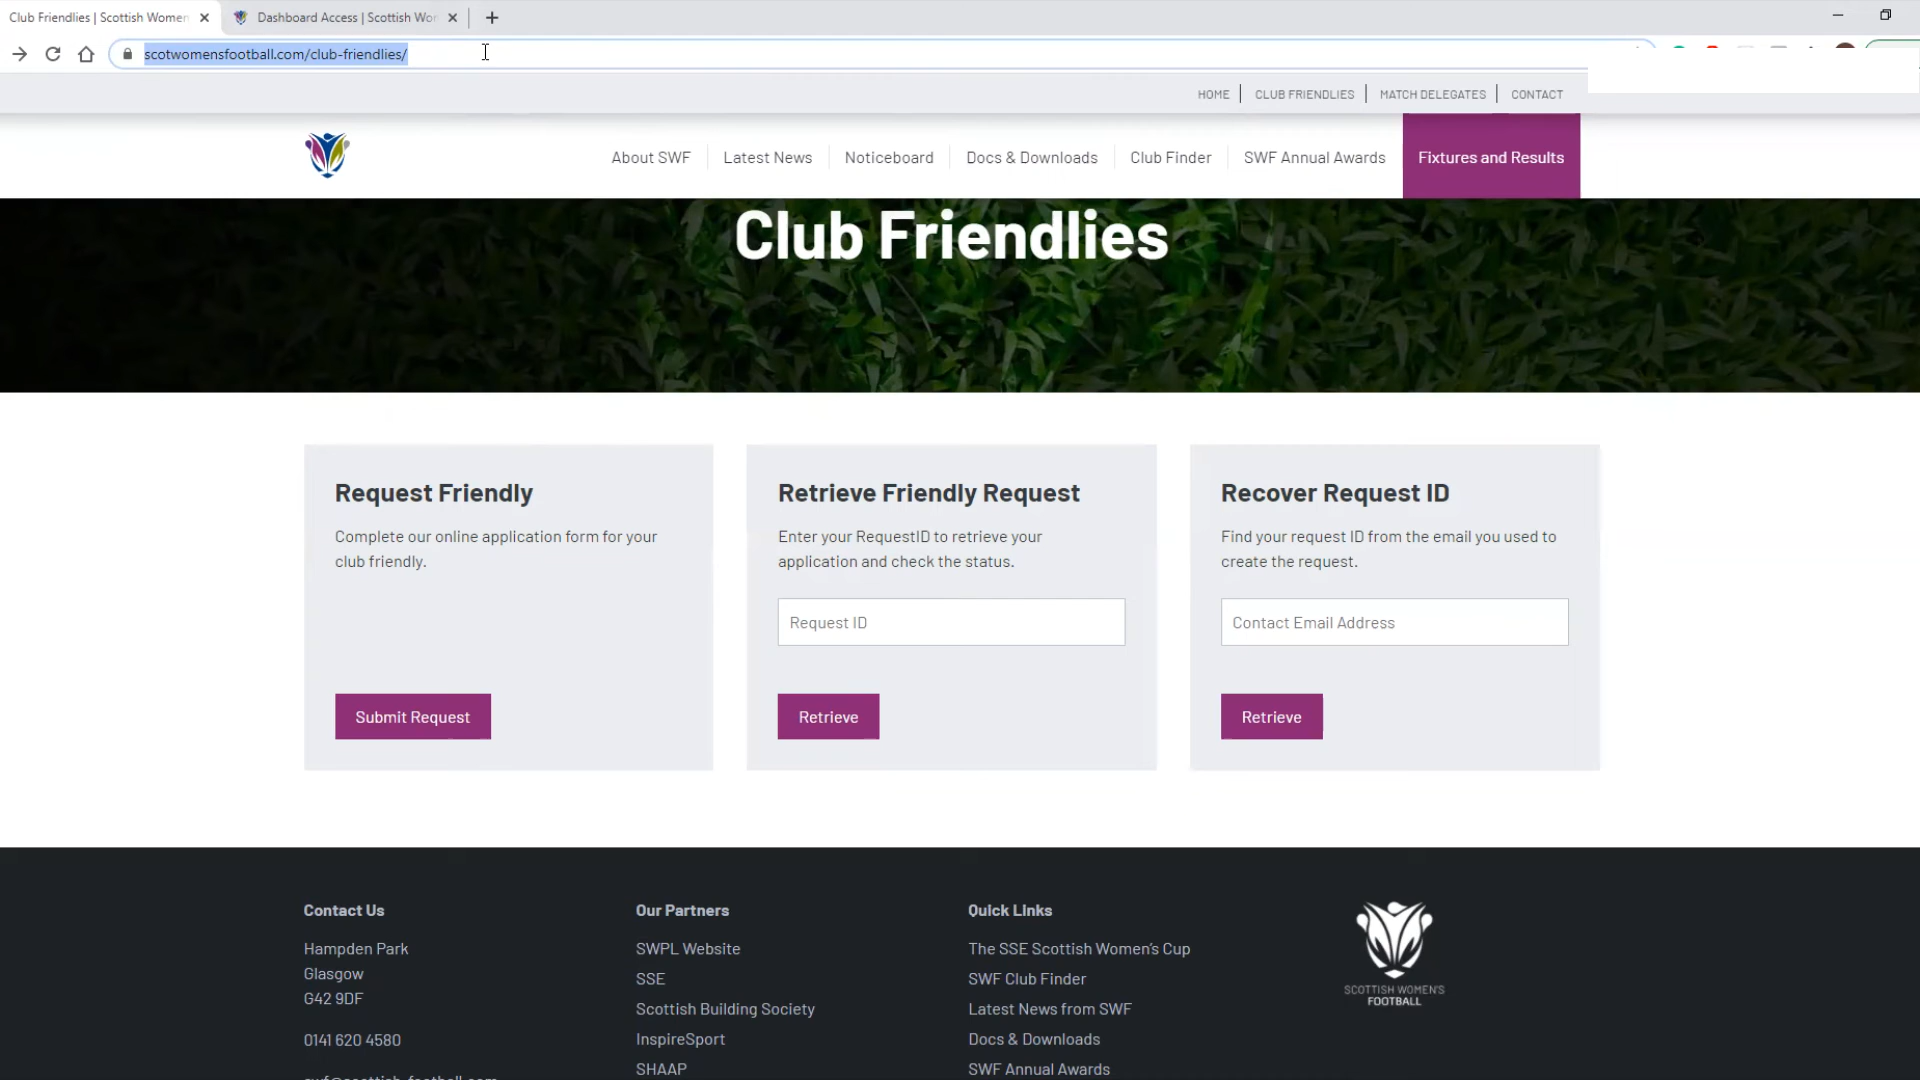 Club Friendlies | Scottish Women
Dashboard Access | Scottish Wo
scotwomensfootball.com/club-friendlies/
HOME
CLUB FRIENDLIES
MATCH DELEGATES
CONTACT
About SWF
Latest News
Noticeboard
Docs & Downloads
Club Finder
SWF Annual Awards
Fixtures and Results
Club Friendlies
Request Friendly
Complete our online application form for your
club friendly.
Submit Request
Retrieve Friendly Request
Enter your RequestID to retrieve your
application and check the status.
Request ID
Retrieve
Recover Request ID
Find your request ID from the email you used to
create the request.
Contact Email Address
Retrieve
Contact Us
Hampden Park
Glasgow
G42 9DF
0141 620 4580
Our Partners
SWPL Website
SSE
Scottish Building Society
InspireSport
SHAAP
Quick Links
The SSE Scottish Women's Cup
SWF Club Finder
Latest News from SWF
Docs & Downloads
SWF Annual Awards
SCOTTISH WOMEN'S
FOOTBALL